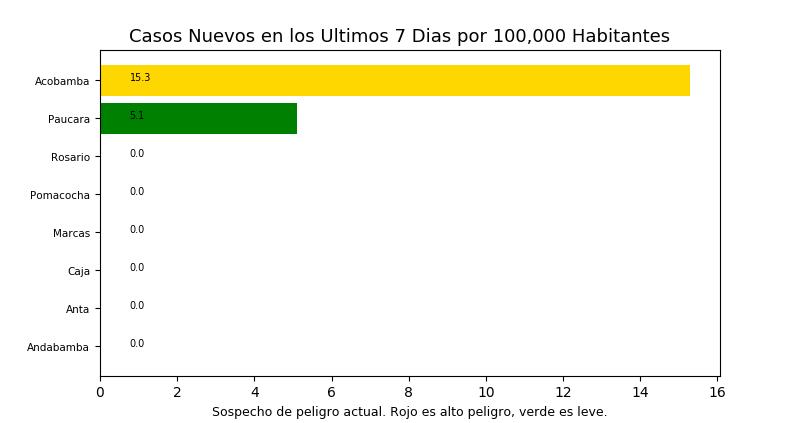 Casos Nuevos en los Ultimos 7 Dias por 100,000 Habitantes
Acobamba 15.3
Paucara 5.1
Rosario 0.0
Pomacocha 0.0
Marcas 0.0
Caja 0.0
Anta 0.0
Andabamba 0.0
0 2 4 6 8 10 12 14 16
Sospecho de peligro actual. Rojo es alto peligro, verde es leve.